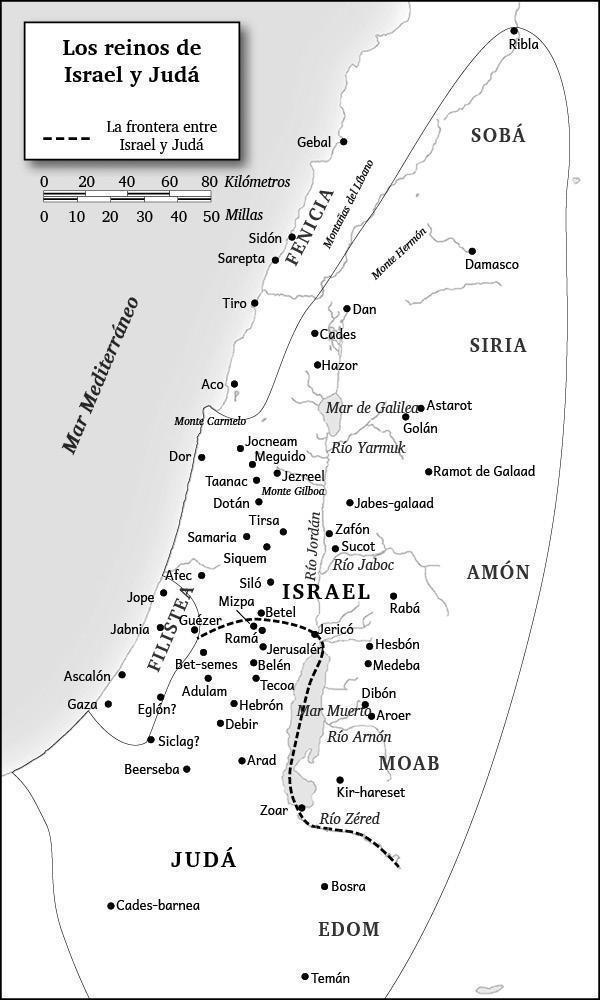 Los reinos de
Israel y Judá
La frontera entre
Israel y Judá
0 20 40 60 80 Kilómetros
0 10 20 30 40 50 Millas
Ribla
SOBÁ
Gebal
Montañas del Líbano
FENICIA
Sidón
Sarepta
Monte Hermón
Damasco
Tiro
Dan
Mar Mediterráneo
Cades
SIRIA
Hazor
Aco
Mar de Galilea
Astarot
Golán
Monte Carmelo
Jocneam
Río Yarmuk
Dor
Meguido
Ramot de Galaad
Taanac
Jezreel
Monte Gilboa
Dotán
Jabes-galaad
Tirsa
Río Jordán
Zafón
Samaria
Sucot
Siquem
Río Jaboc
Afec
AMÓN
Siló
ISRAEL
Jope
Mizpa
Rabá
Betel
FILISTEA
Guézer
Jabnia
Ramá
Jericó
Jerusalén
Hesbón
Bet-semes
Belén
Medeba
Ascalón
Tecoa
Adulam
Dibón
Gaza
Eglón?
Hebrón
Mar Muerto
Aroer
Debir
Río Arnón
Siclag?
Arad
MOAB
Beerseba
Kir-hareset
Zoar
Río Zéred
JUDÁ
Bosra
Cades-barnea
EDOM
Temán